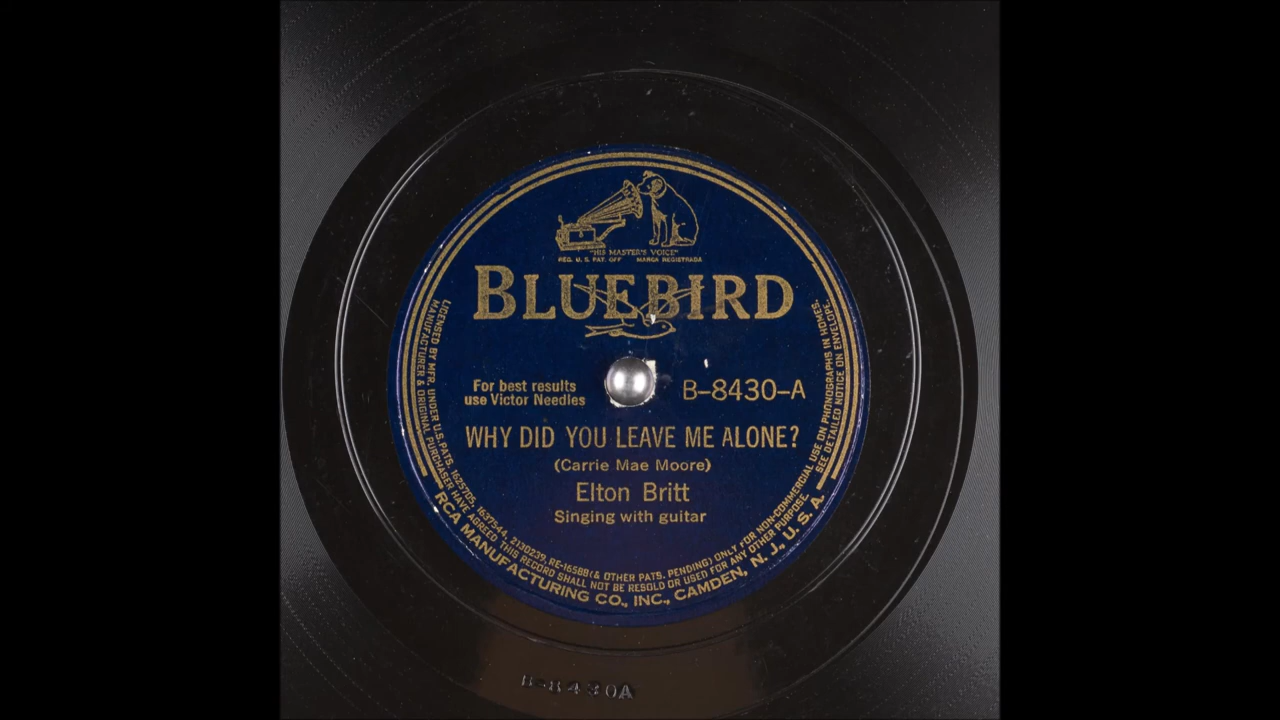 "HIS MASTER'S VOICE"
REG. U. S. PAT. OFF MARCA REGISTRADA
BLUEBIRD
For best results
use Victor Needles
B–8430–A
WHY DID YOU LEAVE ME ALONE?
(Carrie Mae Moore)
Elton Britt
Singing with guitar
LICENSED BY MFR. UNDER U.S. PATS. 1625705, 1637544, 2130239, RE-16588 (& OTHER PATS. PENDING) ONLY FOR NON-COMMERCIAL USE ON PHONOGRAPHS IN HOMES.
MANUFACTURER & ORIGINAL PURCHASER HAVE AGREED THIS RECORD SHALL NOT BE RESOLD OR USED FOR ANY OTHER PURPOSE. SEE DETAILED NOTICE ON ENVELOPE.
RCA MANUFACTURING CO., INC., CAMDEN, N. J., U. S. A.
B-8430A